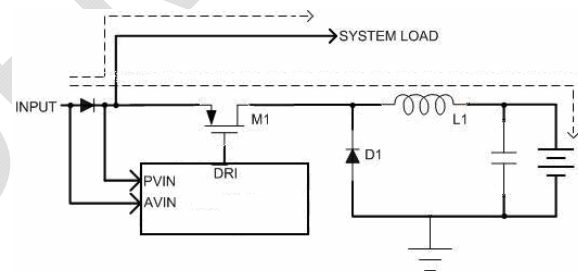 SYSTEM LOAD
INPUT
M1
L1
D1
DRI
PVIN
AVIN